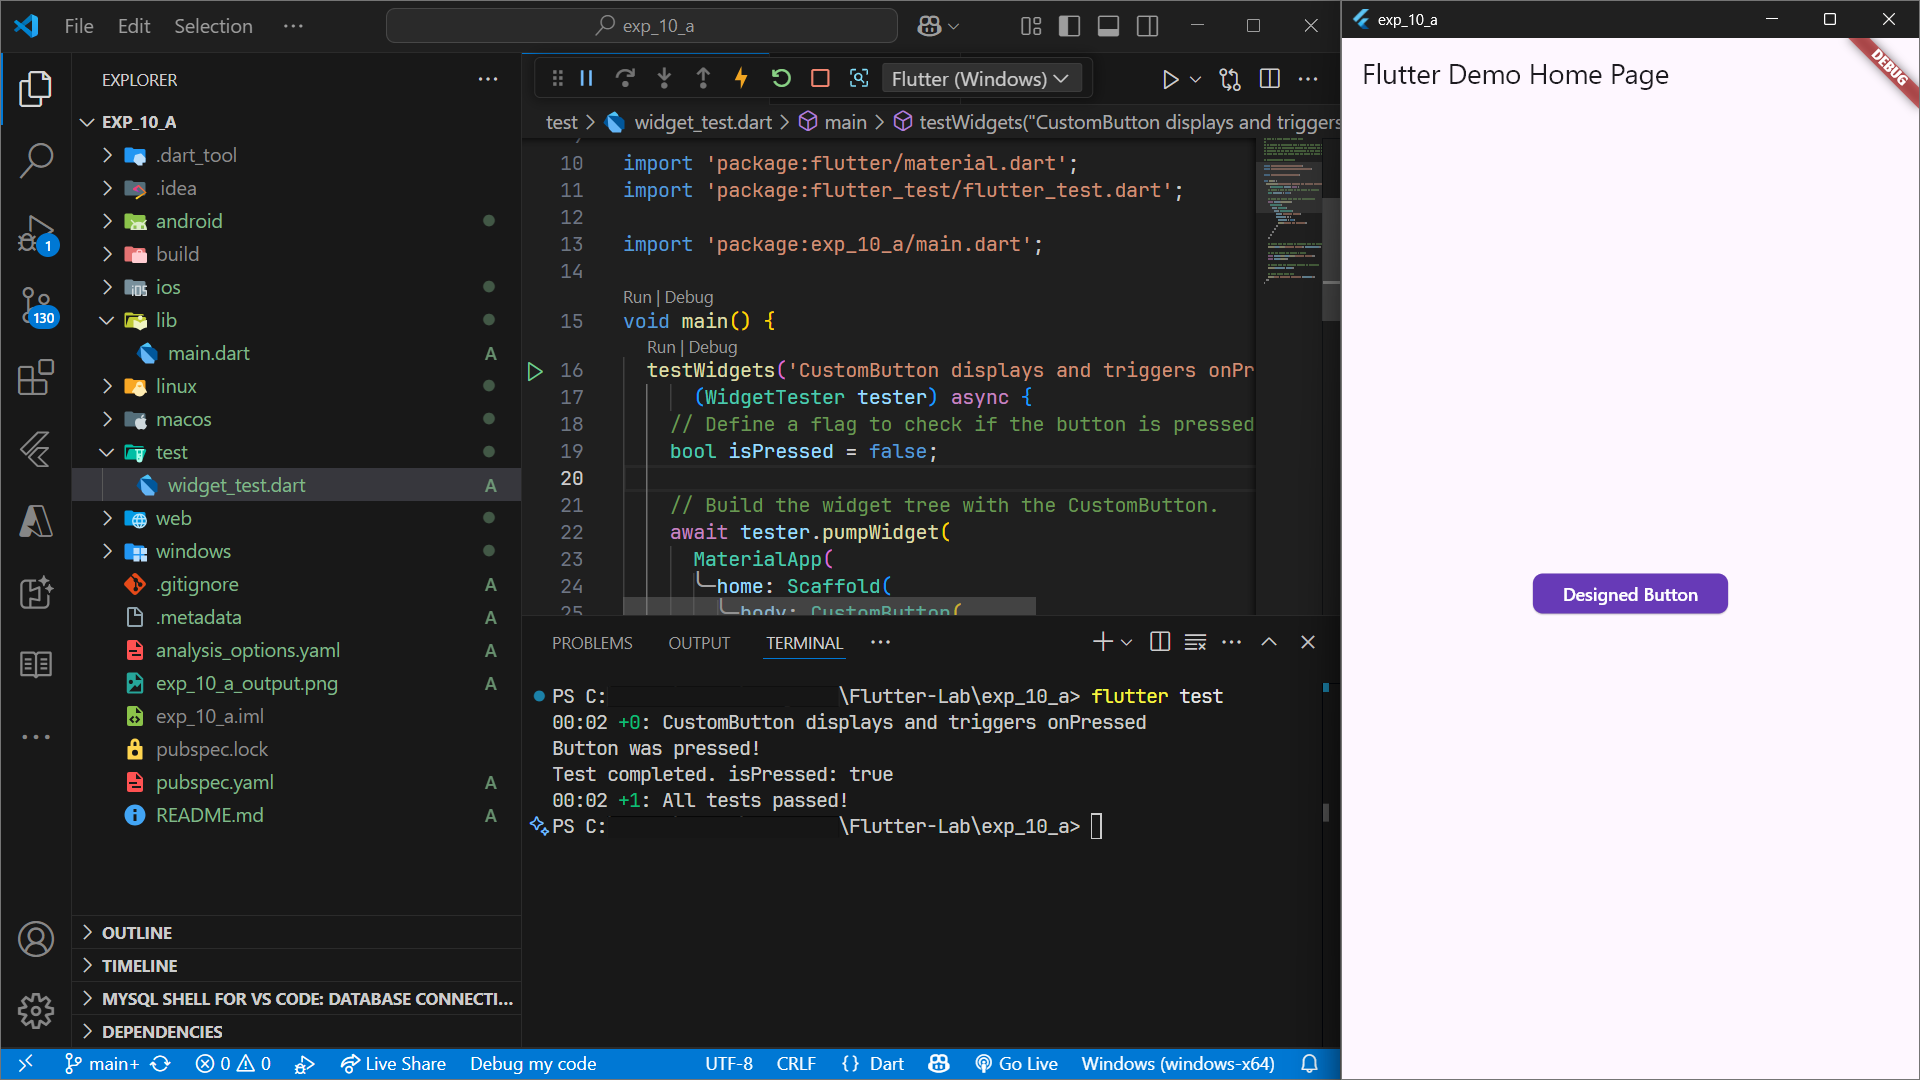 File Edit Selection ···
exp_10_a
EXPLORER
EXP_10_A
.dart_tool
.idea
android
build
ios
lib
main.dart A
linux
macos
test
widget_test.dart A
web
windows
.gitignore A
.metadata A
analysis_options.yaml A
exp_10_a_output.png A
exp_10_a.iml
pubspec.lock
pubspec.yaml A
README.md A
1
130
OUTLINE
TIMELINE
MYSQL SHELL FOR VS CODE: DATABASE CONNECTI...
DEPENDENCIES
Flutter (Windows)
test > widget_test.dart > main > testWidgets("CustomButton displays and triggers
10 import 'package:flutter/material.dart';
11 import 'package:flutter_test/flutter_test.dart';
12
13 import 'package:exp_10_a/main.dart';
14
Run | Debug
15 void main() {
Run | Debug
16 testWidgets('CustomButton displays and triggers onPr
17 (WidgetTester tester) async {
18 // Define a flag to check if the button is pressed
19 bool isPressed = false;
20
21 // Build the widget tree with the CustomButton.
22 await tester.pumpWidget(
23 MaterialApp(
24 home: Scaffold(
25 body: CustomButton(
PROBLEMS OUTPUT TERMINAL ···
PS C: \Flutter-Lab\exp_10_a> flutter test
00:02 +0: CustomButton displays and triggers onPressed
Button was pressed!
Test completed. isPressed: true
00:02 +1: All tests passed!
PS C: \Flutter-Lab\exp_10_a>
main+ 0 0 Live Share Debug my code UTF-8 CRLF {} Dart Go Live Windows (windows-x64)
exp_10_a
Flutter Demo Home Page
DEBUG
Designed Button